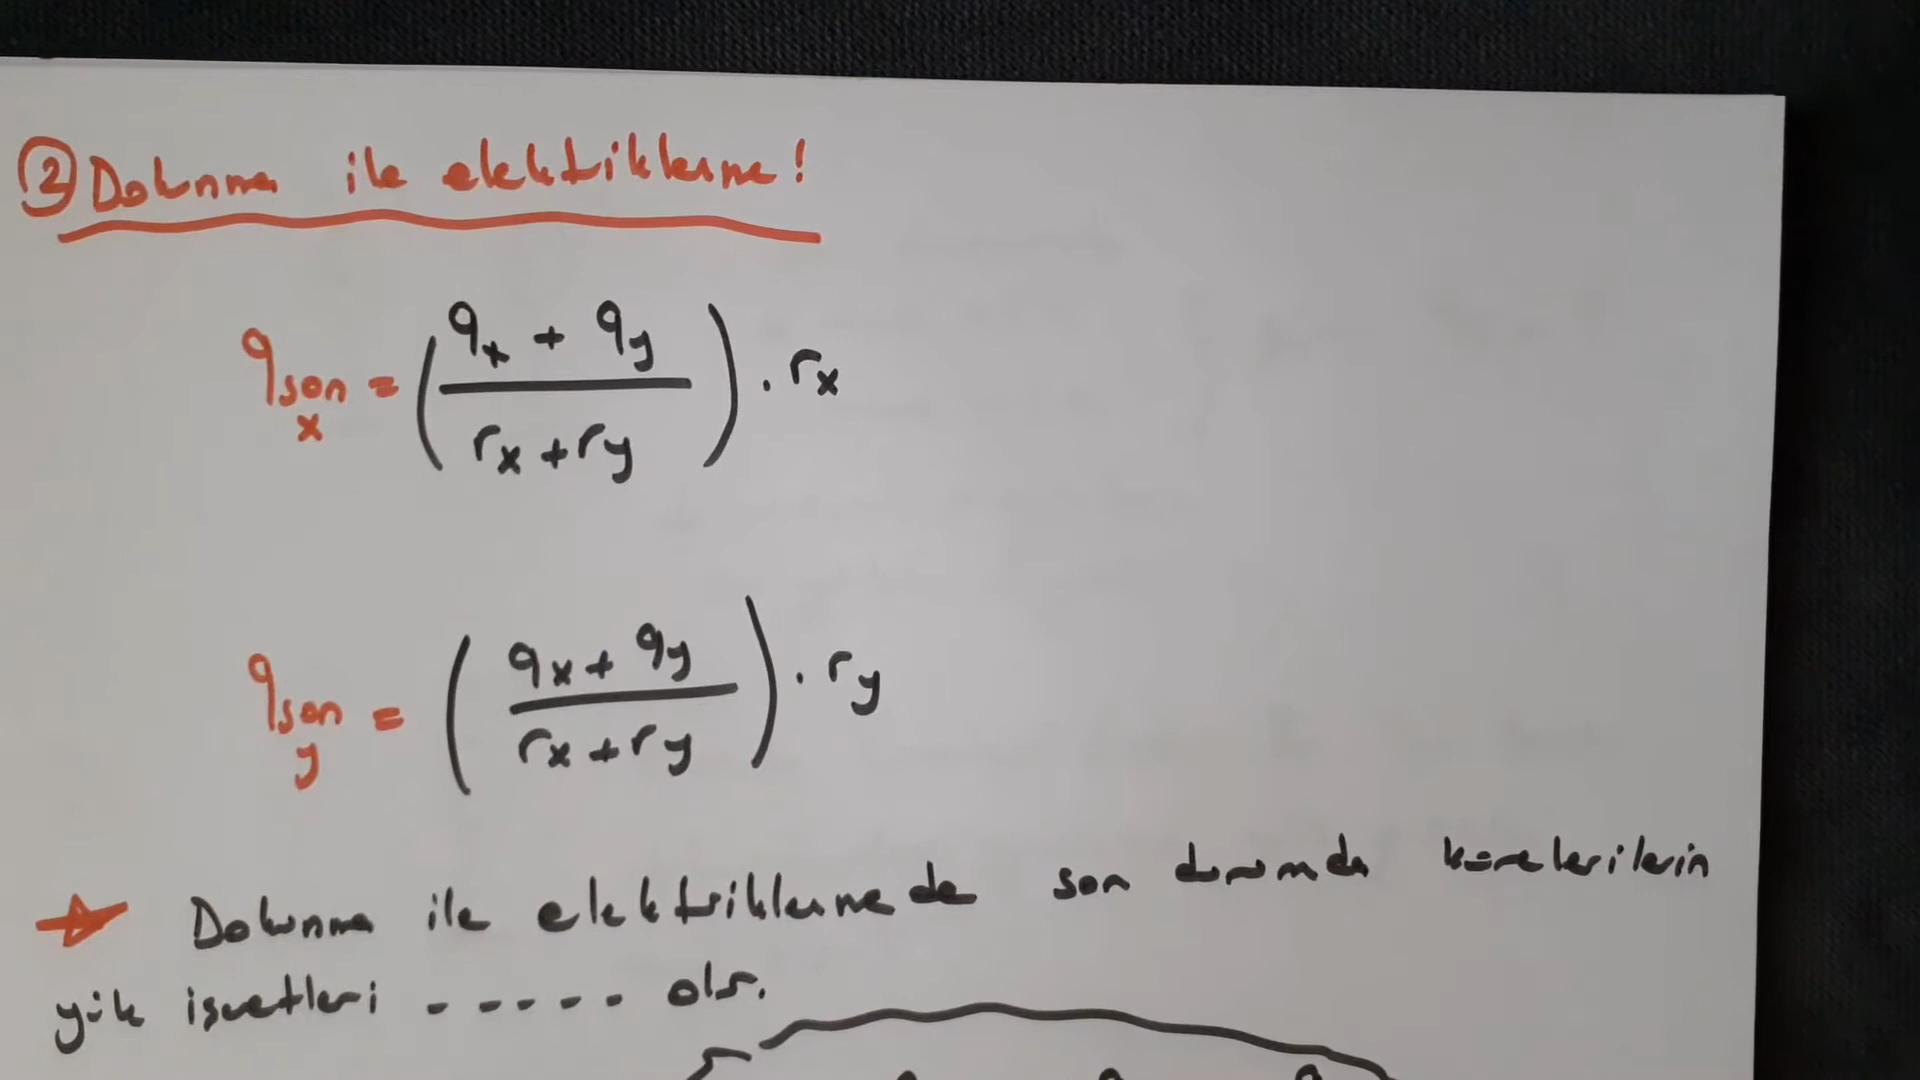 ② Dokunma ile elektriklenme!
q son x = ( qx + qy / rx + ry ) . rx
q son y = ( qx + qy / rx + ry ) . ry
Dokunma ile elektriklenmede son durumda kürelerilerin
yük işaretleri - - - - - olur.